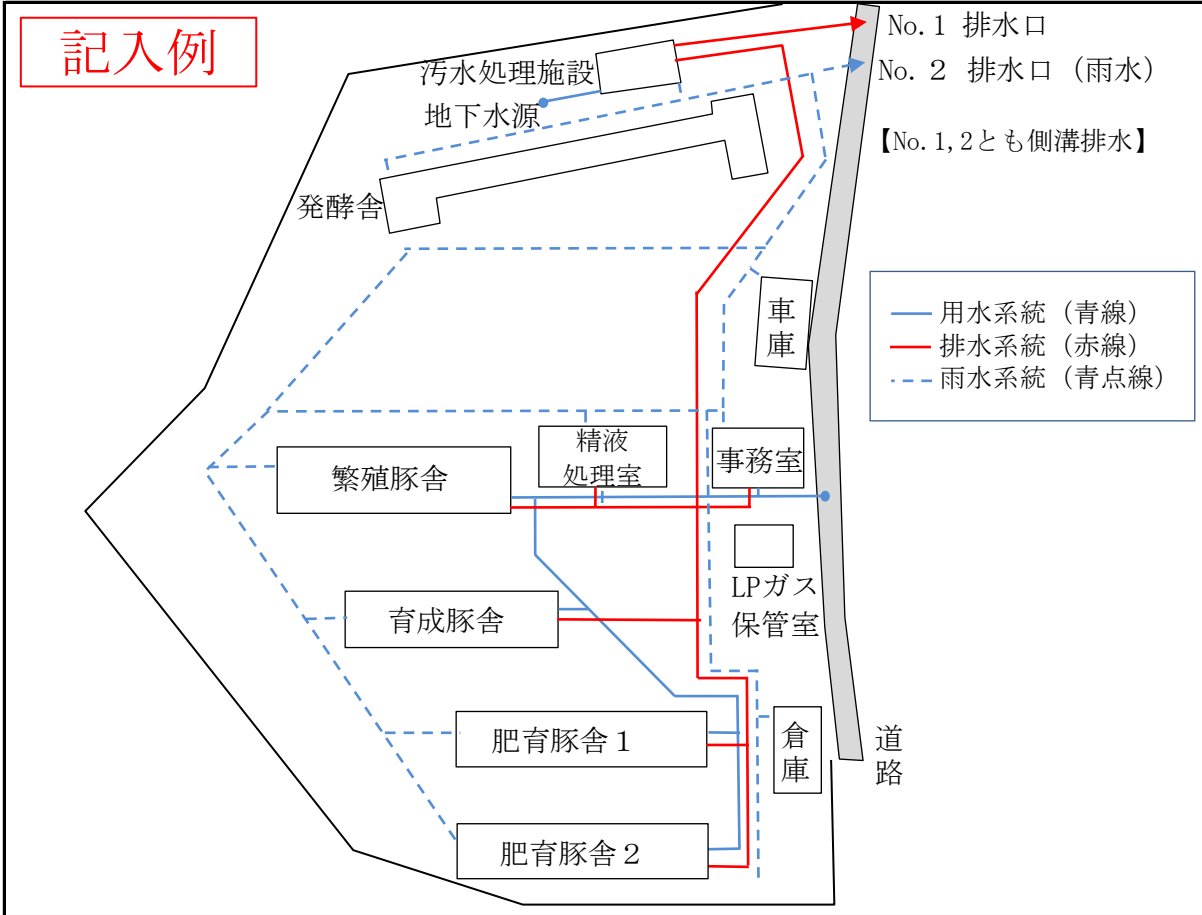 記入例
No.1 排水口
汚水処理施設
No.２ 排水口（雨水）
地下水源
【No.1,2とも側溝排水】
発酵舎
車
庫
用水系統（青線）
排水系統（赤線）
雨水系統（青点線）
精液
処理室
事務室
繁殖豚舎
LPガス
保管室
育成豚舎
肥育豚舎１
倉
庫
道
路
肥育豚舎２